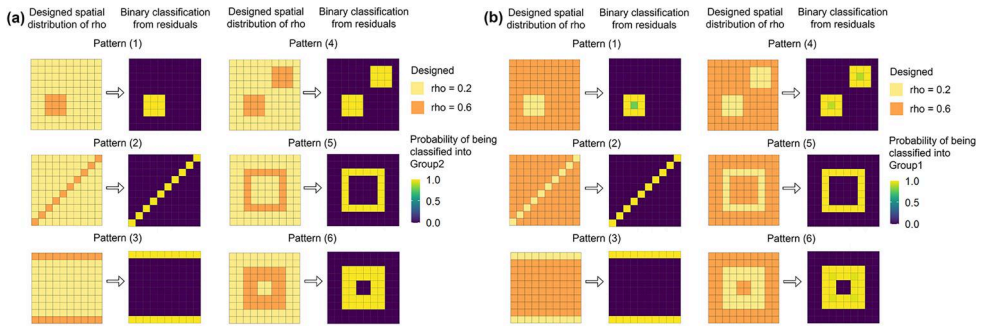 (a)
Designed spatial
distribution of rho
Binary classification
from residuals
Designed spatial
distribution of rho
Binary classification
from residuals
Pattern (1)
Pattern (4)
Designed
rho = 0.2
rho = 0.6
Pattern (2)
Pattern (5)
Probability of being
classified into
Group2
1.0
0.5
0.0
Pattern (3)
Pattern (6)
(b)
Designed spatial
distribution of rho
Binary classification
from residuals
Designed spatial
distribution of rho
Binary classification
from residuals
Pattern (1)
Pattern (4)
Designed
rho = 0.2
rho = 0.6
Pattern (2)
Pattern (5)
Probability of being
classified into
Group1
1.0
0.5
0.0
Pattern (3)
Pattern (6)